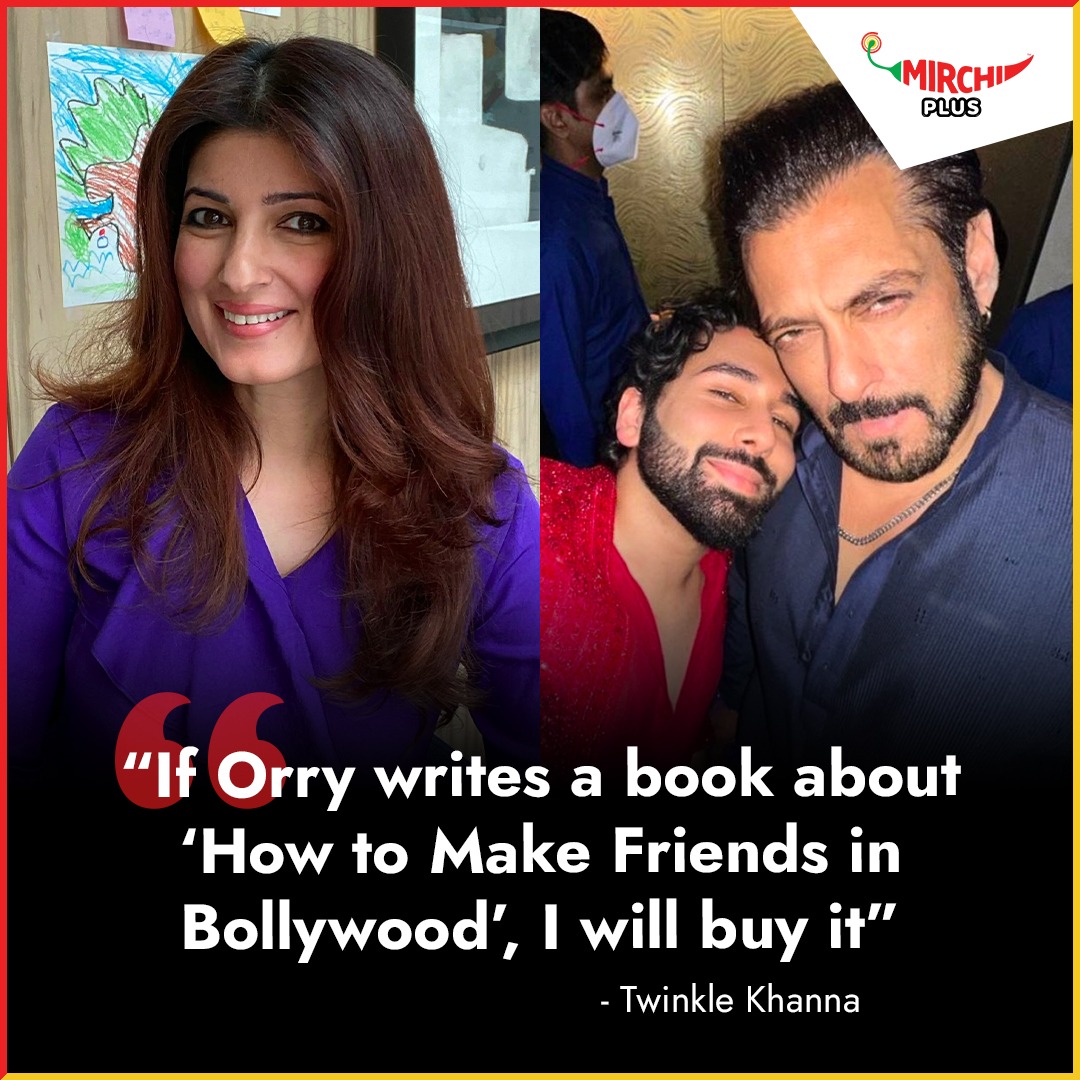 MIRCHI
PLUS
“If Orry writes a book about
‘How to Make Friends in
Bollywood’, I will buy it”
- Twinkle Khanna